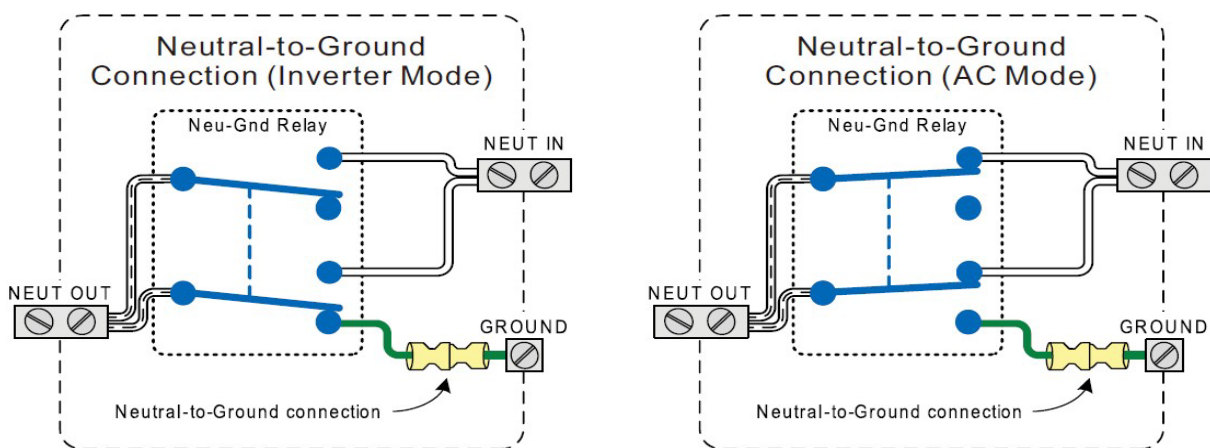 Neutral-to-Ground
Connection (Inverter Mode)
Neu-Gnd Relay
NEUT IN
NEUT OUT
GROUND
Neutral-to-Ground connection
Neutral-to-Ground
Connection (AC Mode)
Neu-Gnd Relay
NEUT IN
NEUT OUT
GROUND
Neutral-to-Ground connection